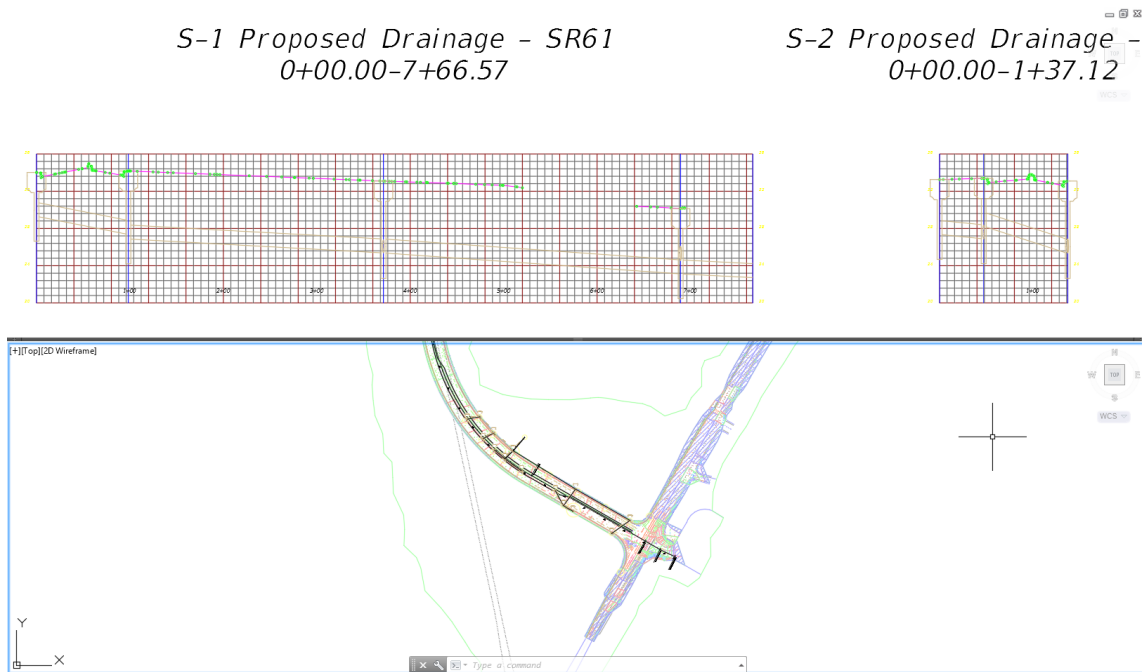 S-1 Proposed Drainage - SR61
0+00.00-7+66.57
S-2 Proposed Drainage -
0+00.00-1+37.12
TOP
WCS
1+00
2+00
3+00
4+00
5+00
6+00
7+00
1+00
[+][Top][2D Wireframe]
N
W
TOP
E
S
WCS
Y
X
Type a command